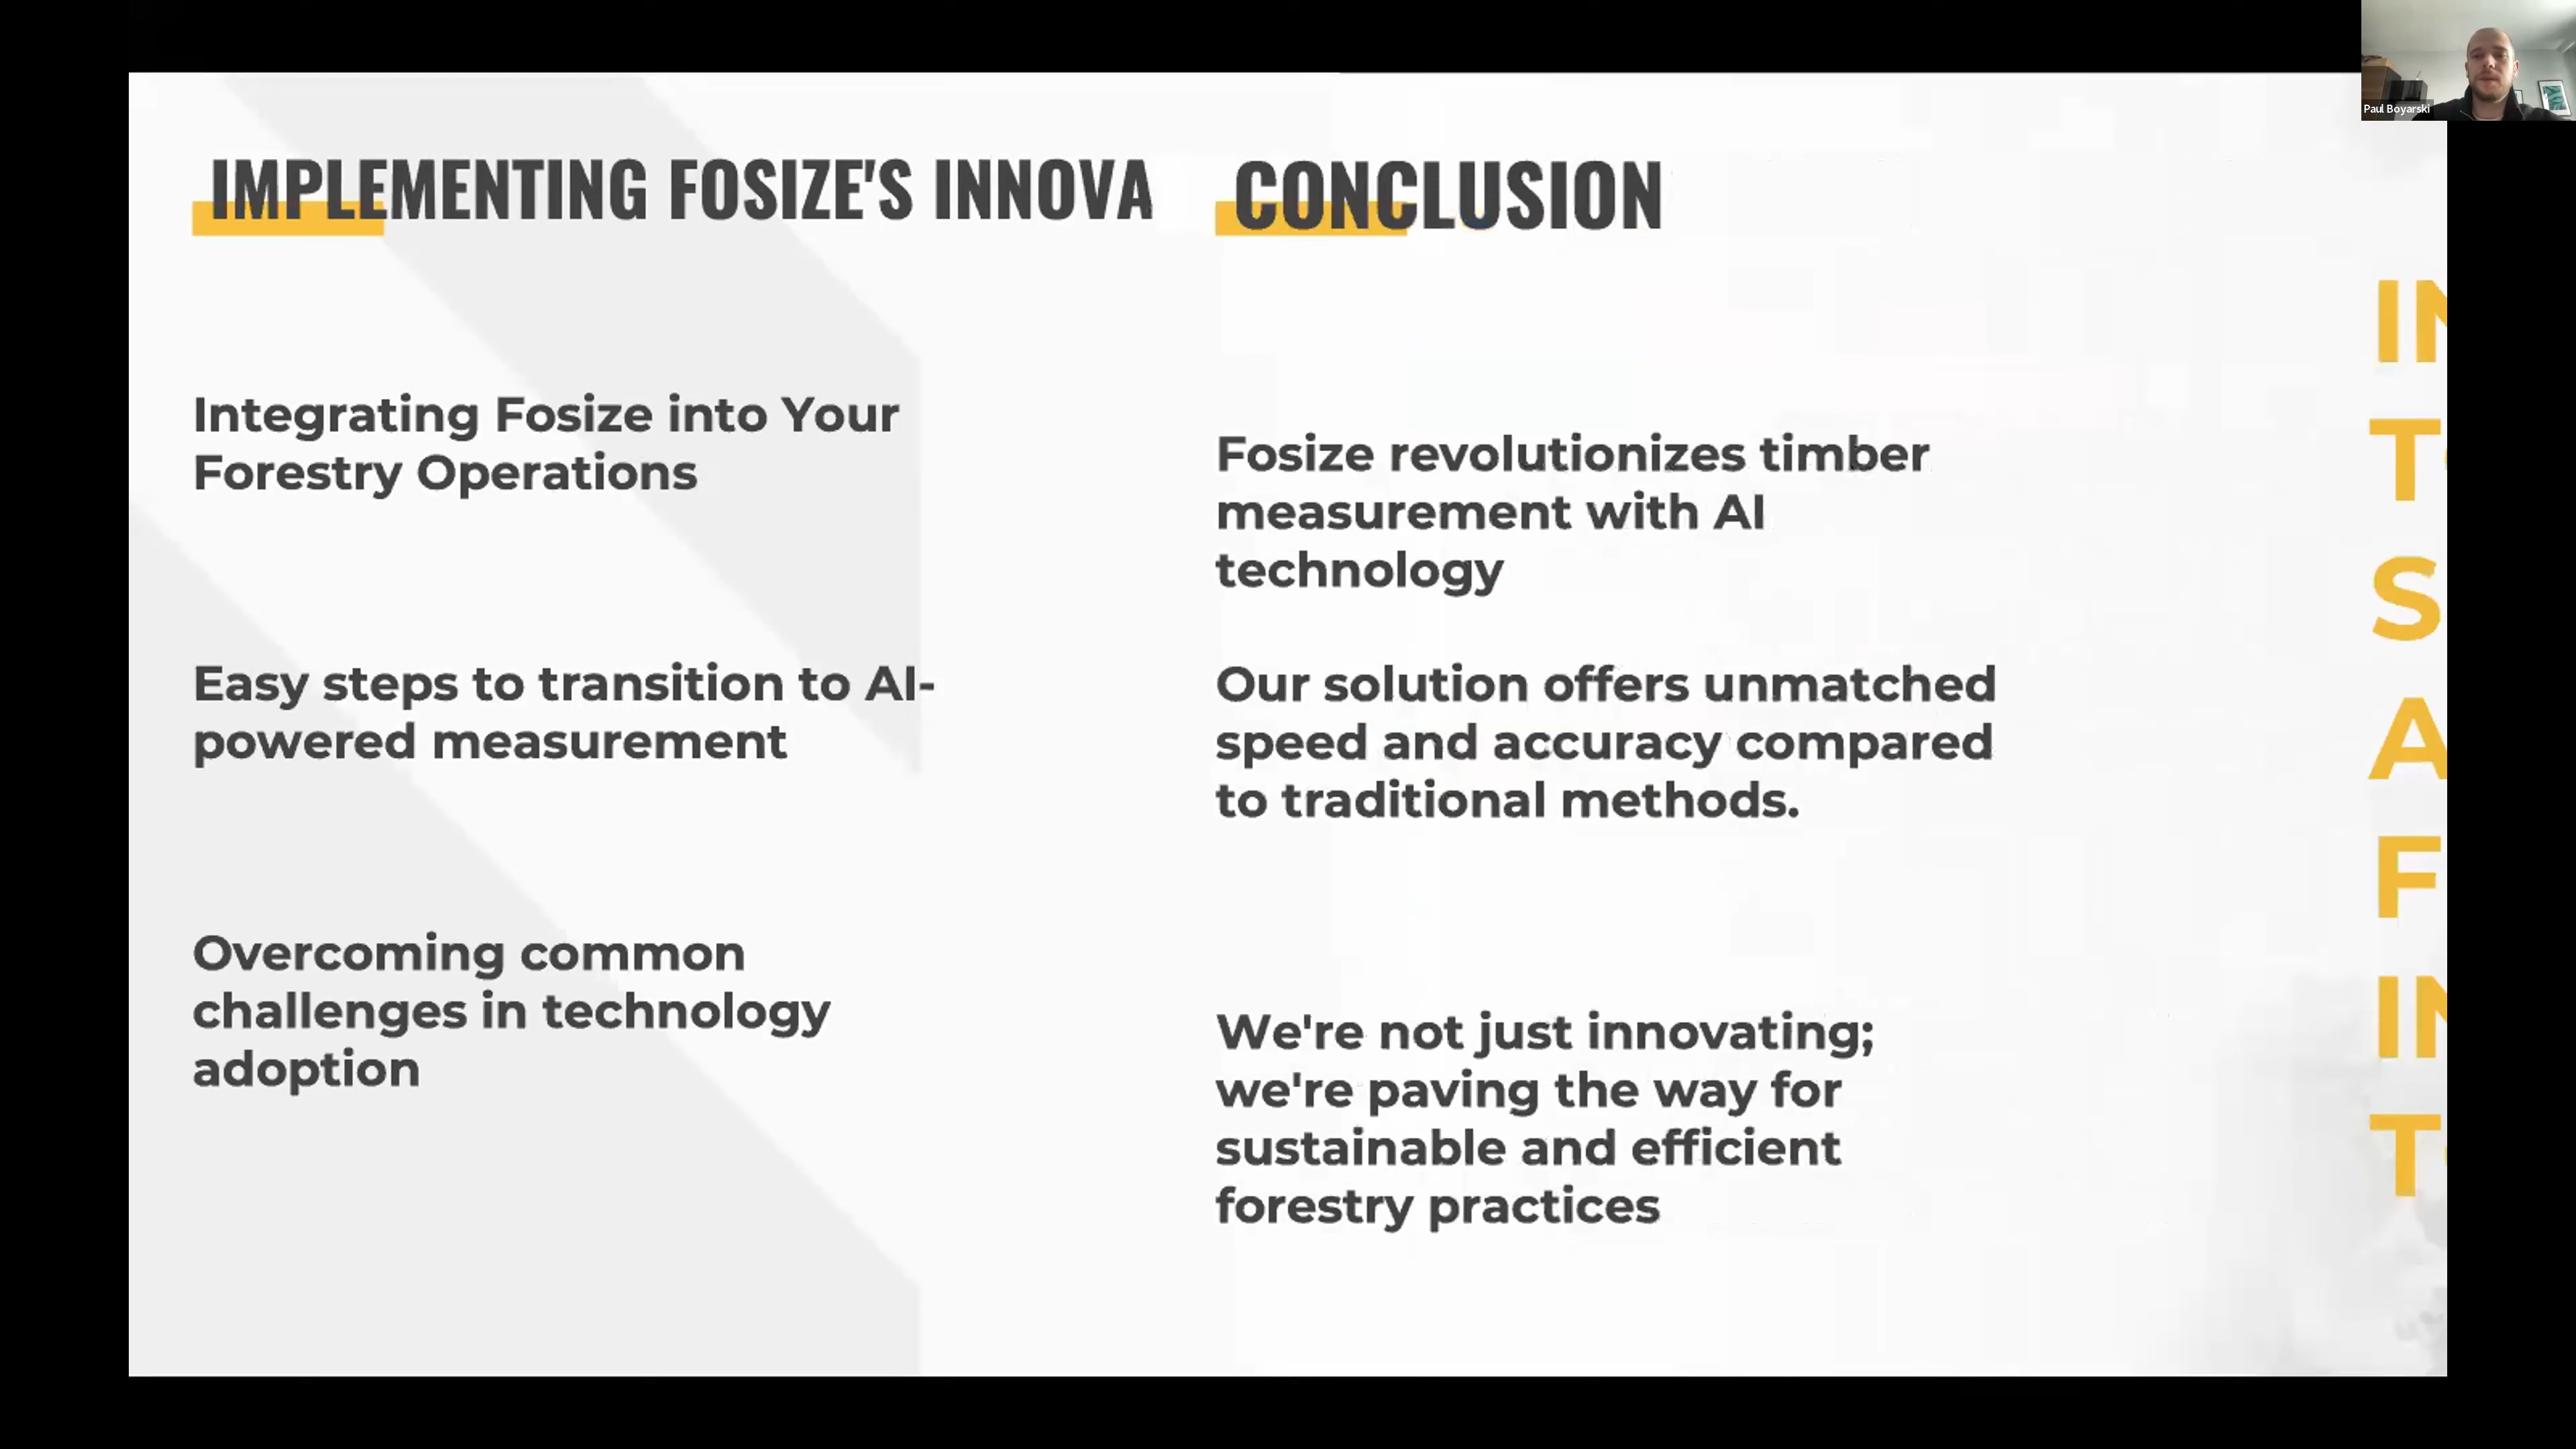 Paul Boyarski
IMPLEMENTING FOSIZE'S INNOVA
Integrating Fosize into Your
Forestry Operations
Easy steps to transition to AI-
powered measurement
Overcoming common
challenges in technology
adoption
CONCLUSION
Fosize revolutionizes timber
measurement with AI
technology
Our solution offers unmatched
speed and accuracy compared
to traditional methods.
We're not just innovating;
we're paving the way for
sustainable and efficient
forestry practices